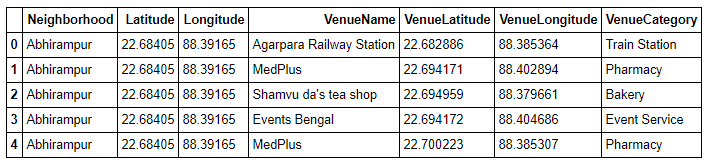 Neighborhood Latitude Longitude VenueName VenueLatitude VenueLongitude VenueCategory
0 Abhirampur 22.68405 88.39165 Agarpara Railway Station 22.682886 88.385364 Train Station
1 Abhirampur 22.68405 88.39165 MedPlus 22.694171 88.402894 Pharmacy
2 Abhirampur 22.68405 88.39165 Shamvu da's tea shop 22.694959 88.379661 Bakery
3 Abhirampur 22.68405 88.39165 Events Bengal 22.694172 88.404686 Event Service
4 Abhirampur 22.68405 88.39165 MedPlus 22.700223 88.385307 Pharmacy